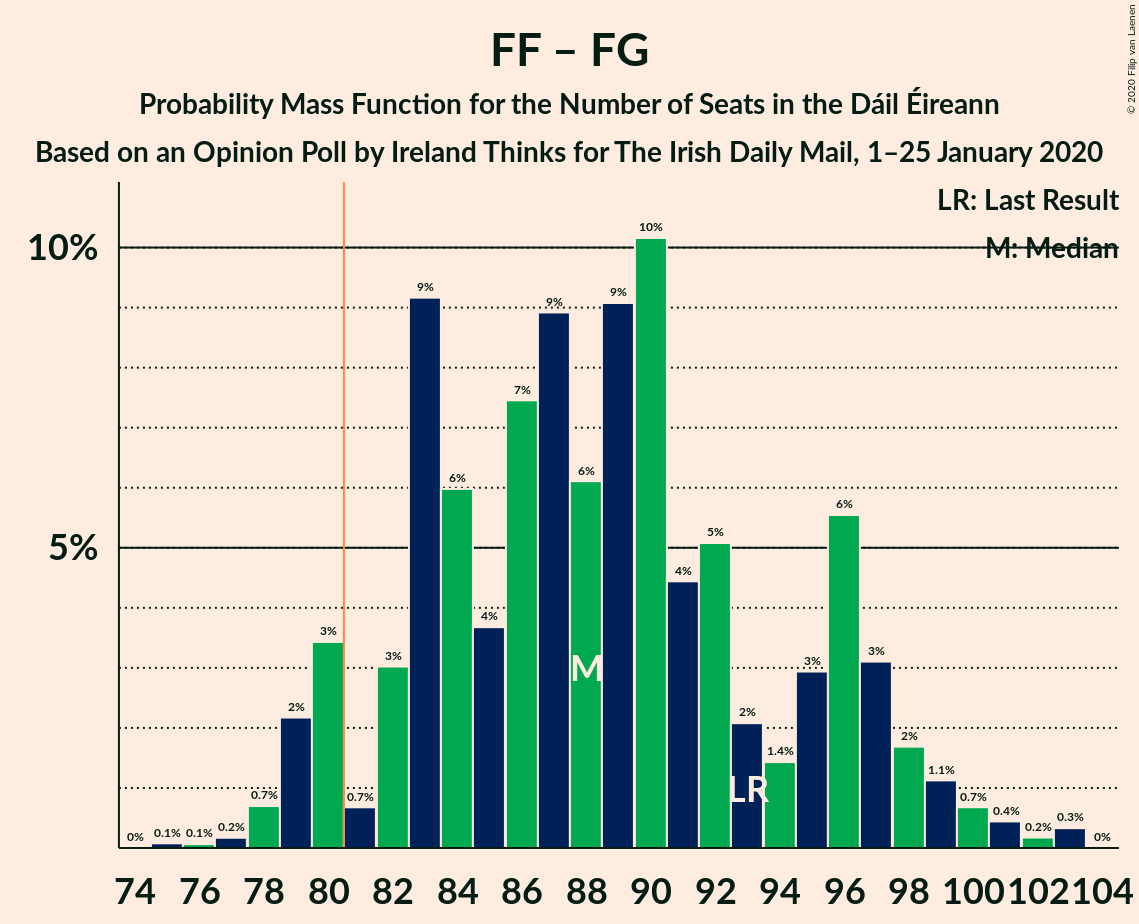 FF – FG
Probability Mass Function for the Number of Seats in the Dáil Éireann
Based on an Opinion Poll by Ireland Thinks for The Irish Daily Mail, 1–25 January 2020
© 2020 Filip van Laenen
LR: Last Result
M: Median
10%
5%
0% 0.1% 0.1% 0.2% 0.7% 2% 3% 0.7% 3% 9% 6% 4% 7% 9% 6% 9% 10% 4% 5% 2% 1.4% 3% 6% 3% 2% 1.1% 0.7% 0.4% 0.2% 0.3% 0%
M
LR
74 76 78 80 82 84 86 88 90 92 94 96 98 100 102 104